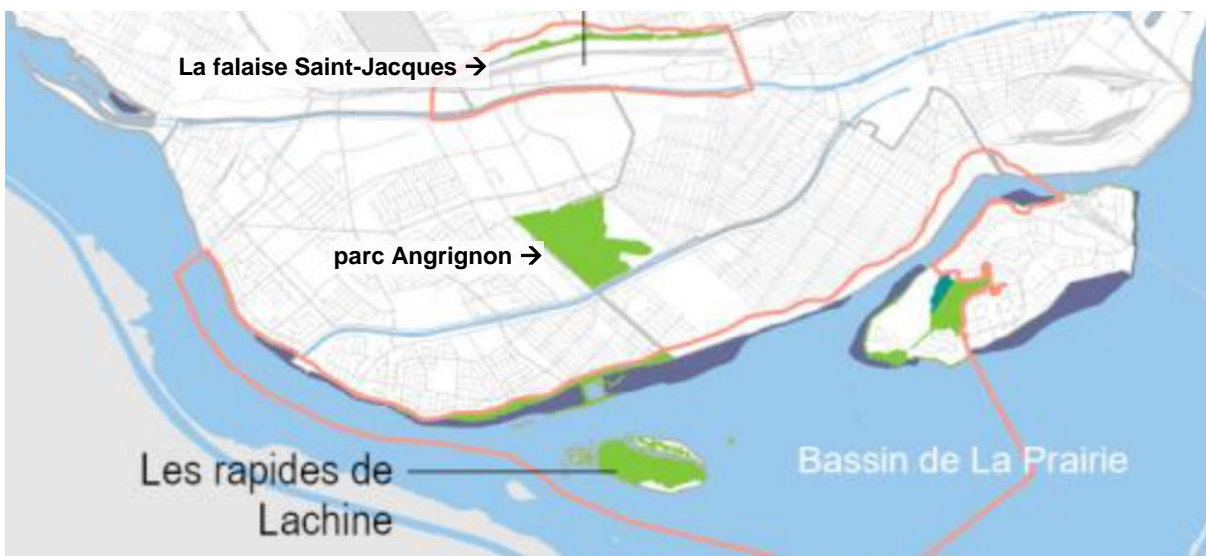 La falaise Saint-Jacques →
parc Angrignon →
Les rapides de
Lachine
Bassin de La Prairie